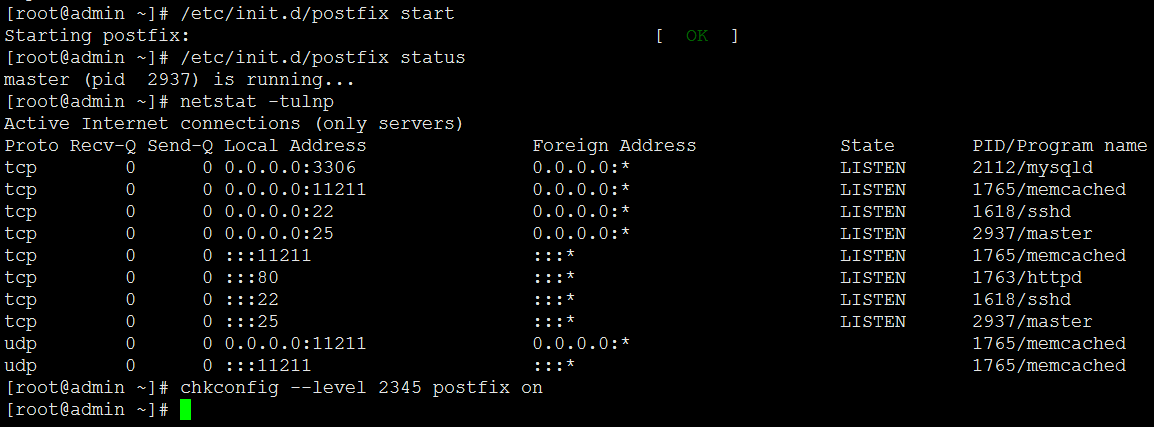 [root@admin ~]# /etc/init.d/postfix start
Starting postfix:                                          [  OK  ]
[root@admin ~]# /etc/init.d/postfix status
master (pid  2937) is running...
[root@admin ~]# netstat -tulnp
Active Internet connections (only servers)
Proto Recv-Q Send-Q Local Address               Foreign Address             State       PID/Program name
tcp        0      0 0.0.0.0:3306                0.0.0.0:*                   LISTEN      2112/mysqld
tcp        0      0 0.0.0.0:11211               0.0.0.0:*                   LISTEN      1765/memcached
tcp        0      0 0.0.0.0:22                  0.0.0.0:*                   LISTEN      1618/sshd
tcp        0      0 0.0.0.0:25                  0.0.0.0:*                   LISTEN      2937/master
tcp        0      0 :::11211                    :::*                        LISTEN      1765/memcached
tcp        0      0 :::80                       :::*                        LISTEN      1763/httpd
tcp        0      0 :::22                       :::*                        LISTEN      1618/sshd
tcp        0      0 :::25                       :::*                        LISTEN      2937/master
udp        0      0 0.0.0.0:11211               0.0.0.0:*                               1765/memcached
udp        0      0 :::11211                    :::*                                    1765/memcached
[root@admin ~]# chkconfig --level 2345 postfix on
[root@admin ~]#